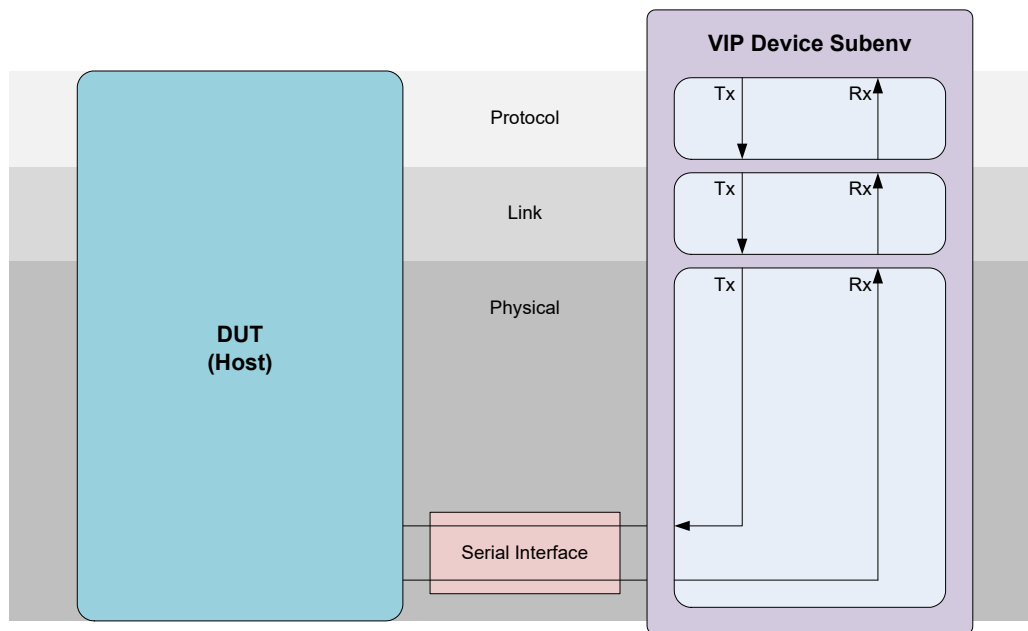 VIP Device Subenv
Tx Rx
Protocol
Tx Rx
Link
Tx Rx
Physical
DUT
(Host)
Serial Interface